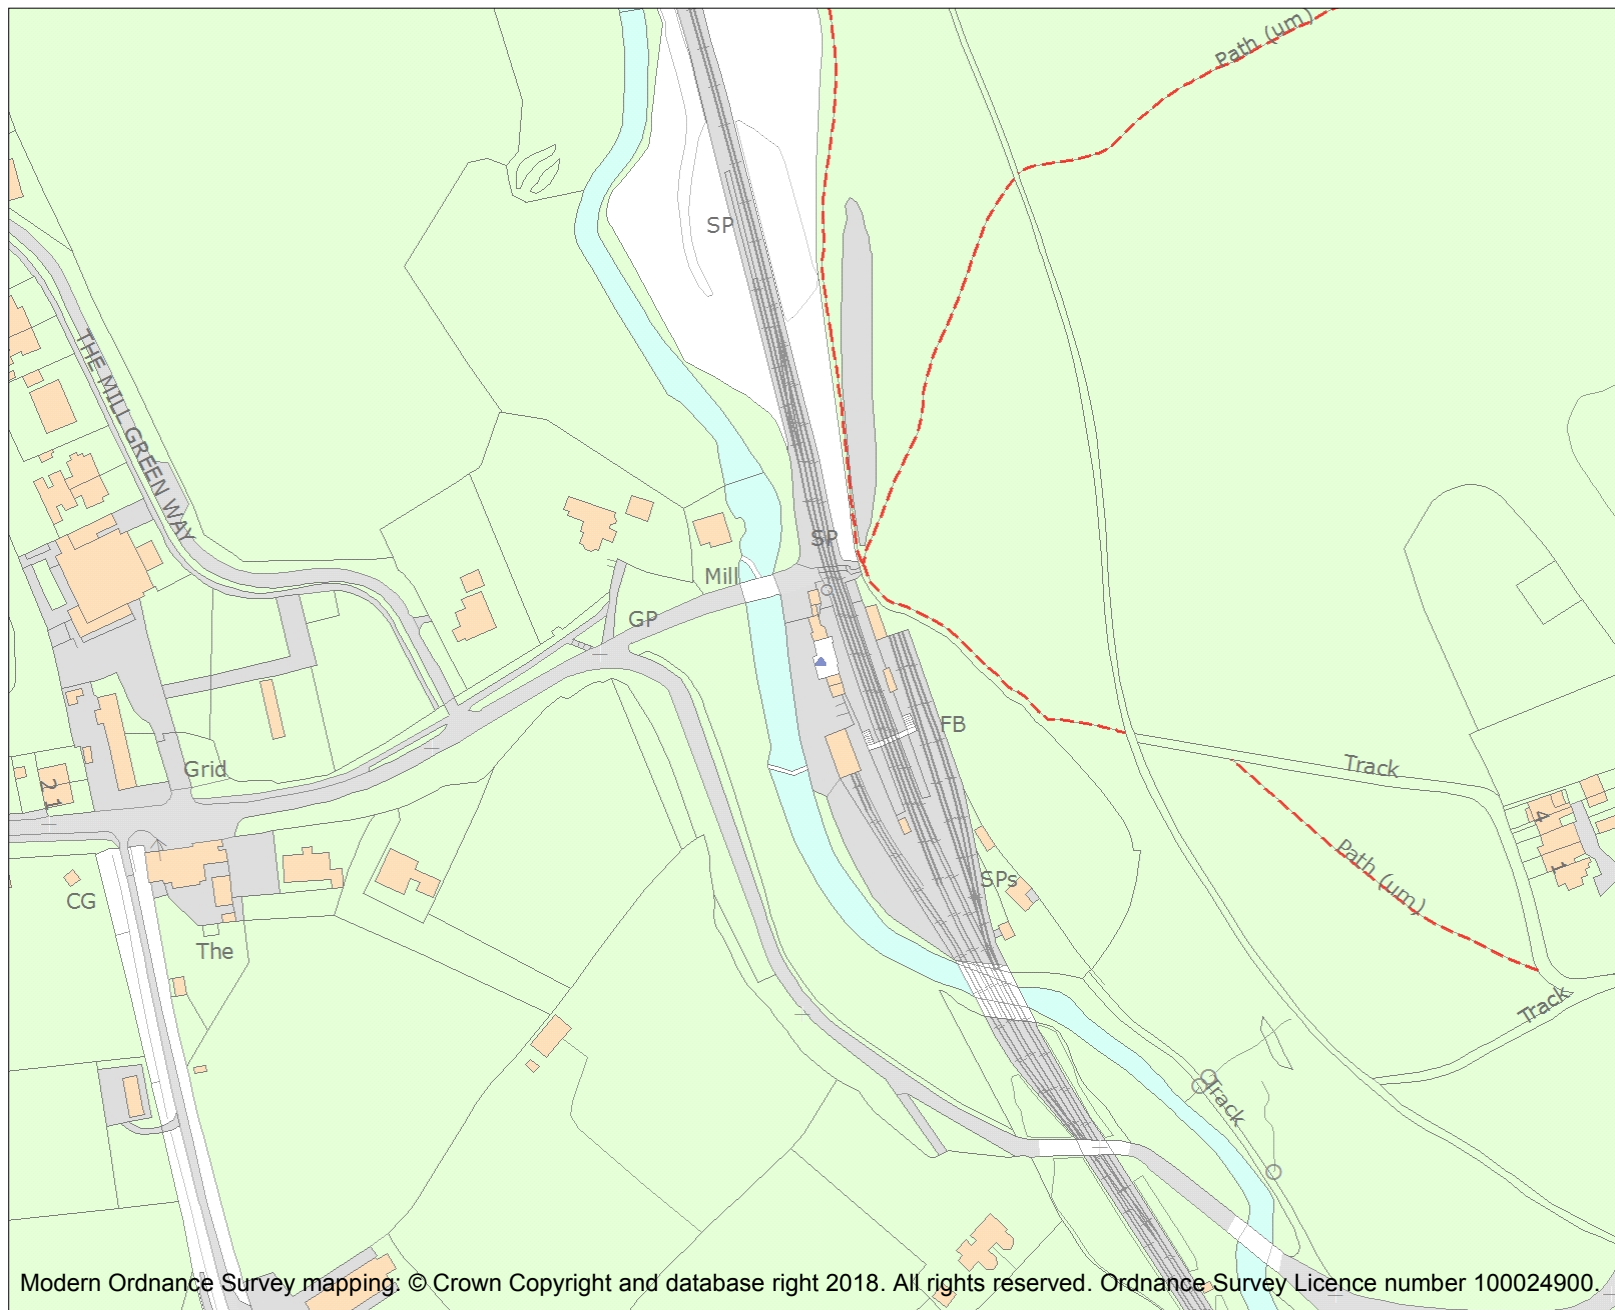 Path (um)
SP
THE MILL GREEN WAY
SP
Mill
GP
FB
Track
Grid
21
4
1
Path (um)
SPs
CG
The
Track
Track
Modern Ordnance Survey mapping: © Crown Copyright and database right 2018. All rights reserved. Ordnance Survey Licence number 100024900.